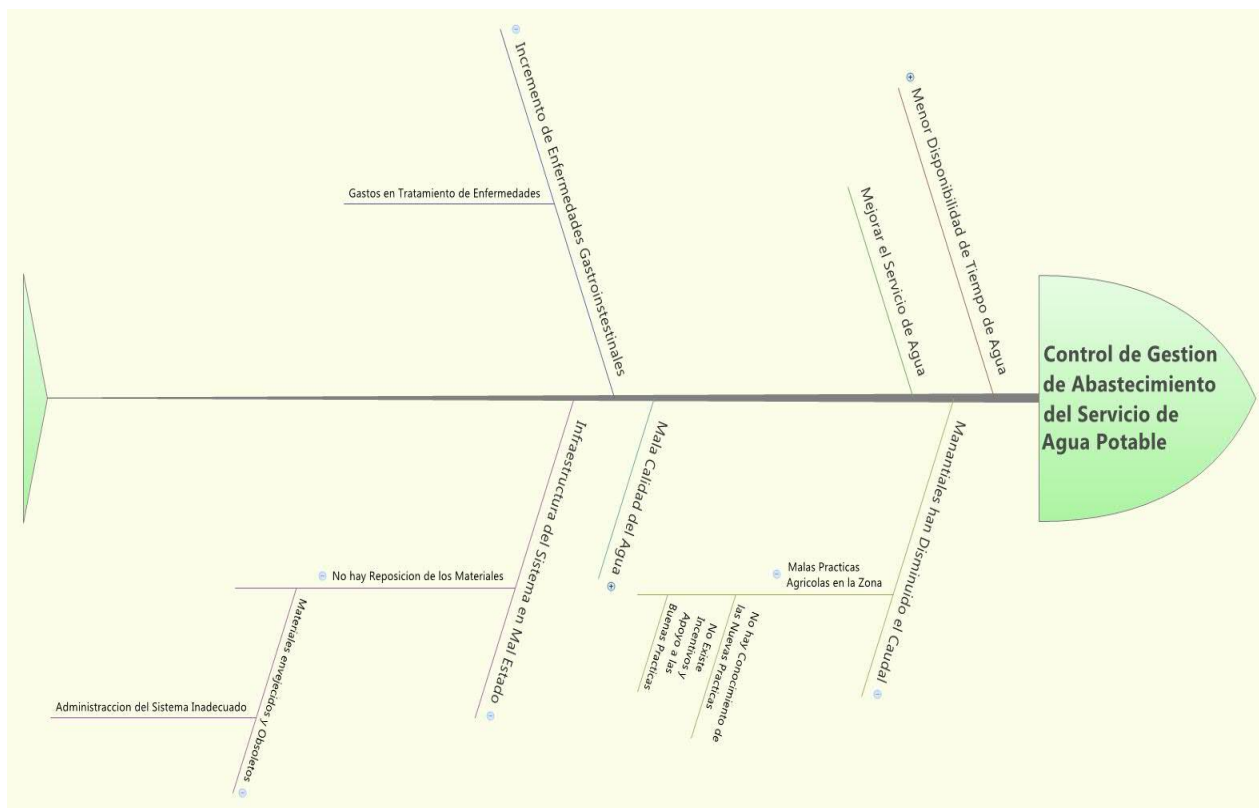 Incremento de Enfermedades Gastroinstestinales
Gastos en Tratamiento de Enfermedades
Menor Disponibilidad de Tiempo de Agua
Mejorar el Servicio de Agua
Control de Gestion
de Abastecimiento
del Servicio de
Agua Potable
Infraestructura del Sistema en Mal Estado
No hay Reposicion de los Materiales
Materiales envejecidos y Obsoletos
Administraccion del Sistema Inadecuado
Mala Calidad del Agua
Manantiales han Disminuido el Caudal
Malas Practicas
Agricolas en la Zona
No hay Conocimiento de
las Nuevas Practicas
No Existe
Incentivos y
Apoyo a las
Buenas Practicas